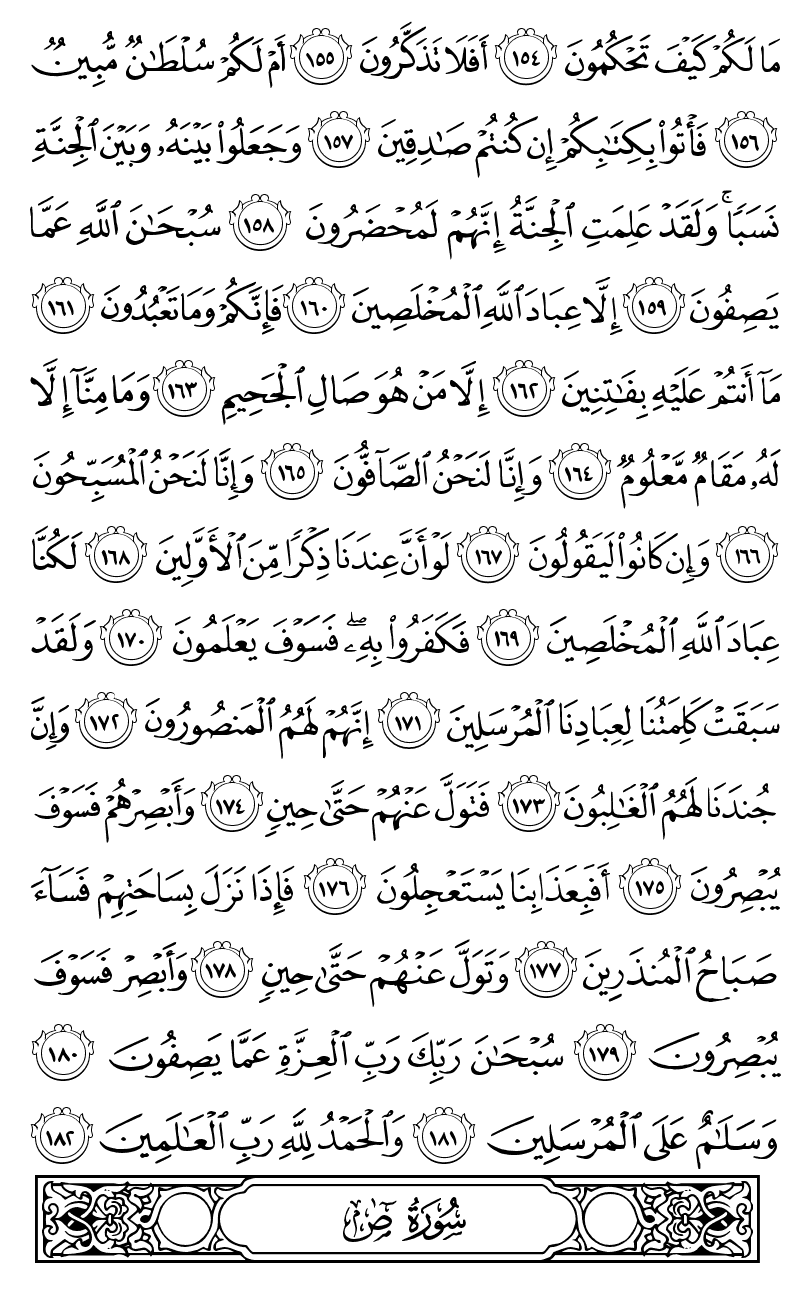 مَا لَكُمْ كَيْفَ تَحْكُمُونَ ١٥٤ أَفَلَا تَذَكَّرُونَ ١٥٥ أَمْ لَكُمْ سُلْطَـٰنٌ مُّبِينٌ
١٥٦ فَأْتُوا۟ بِكِتَـٰبِكُمْ إِن كُنتُمْ صَـٰدِقِينَ ١٥٧ وَجَعَلُوا۟ بَيْنَهُۥ وَبَيْنَ ٱلْجِنَّةِ
نَسَبًا ۚ وَلَقَدْ عَلِمَتِ ٱلْجِنَّةُ إِنَّهُمْ لَمُحْضَرُونَ ١٥٨ سُبْحَـٰنَ ٱللَّهِ عَمَّا
يَصِفُونَ ١٥٩ إِلَّا عِبَادَ ٱللَّهِ ٱلْمُخْلَصِينَ ١٦٠ فَإِنَّكُمْ وَمَا تَعْبُدُونَ ١٦١
مَآ أَنتُمْ عَلَيْهِ بِفَـٰتِنِينَ ١٦٢ إِلَّا مَنْ هُوَ صَالِ ٱلْجَحِيمِ ١٦٣ وَمَا مِنَّآ إِلَّا
لَهُۥ مَقَامٌ مَّعْلُومٌ ١٦٤ وَإِنَّا لَنَحْنُ ٱلصَّآفُّونَ ١٦٥ وَإِنَّا لَنَحْنُ ٱلْمُسَبِّحُونَ
١٦٦ وَإِن كَانُوا۟ لَيَقُولُونَ ١٦٧ لَوْ أَنَّ عِندَنَا ذِكْرًا مِّنَ ٱلْأَوَّلِينَ ١٦٨ لَكُنَّا
عِبَادَ ٱللَّهِ ٱلْمُخْلَصِينَ ١٦٩ فَكَفَرُوا۟ بِهِۦ ۖ فَسَوْفَ يَعْلَمُونَ ١٧٠ وَلَقَدْ
سَبَقَتْ كَلِمَتُنَا لِعِبَادِنَا ٱلْمُرْسَلِينَ ١٧١ إِنَّهُمْ لَهُمُ ٱلْمَنصُورُونَ ١٧٢ وَإِنَّ
جُندَنَا لَهُمُ ٱلْغَـٰلِبُونَ ١٧٣ فَتَوَلَّ عَنْهُمْ حَتَّىٰ حِينٍ ١٧٤ وَأَبْصِرْهُمْ فَسَوْفَ
يُبْصِرُونَ ١٧٥ أَفَبِعَذَابِنَا يَسْتَعْجِلُونَ ١٧٦ فَإِذَا نَزَلَ بِسَاحَتِهِمْ فَسَآءَ
صَبَاحُ ٱلْمُنذَرِينَ ١٧٧ وَتَوَلَّ عَنْهُمْ حَتَّىٰ حِينٍ ١٧٨ وَأَبْصِرْ فَسَوْفَ
يُبْصِرُونَ ١٧٩ سُبْحَـٰنَ رَبِّكَ رَبِّ ٱلْعِزَّةِ عَمَّا يَصِفُونَ ١٨٠
وَسَلَـٰمٌ عَلَى ٱلْمُرْسَلِينَ ١٨١ وَٱلْحَمْدُ لِلَّهِ رَبِّ ٱلْعَـٰلَمِينَ ١٨٢
سُورَةُ صٓ